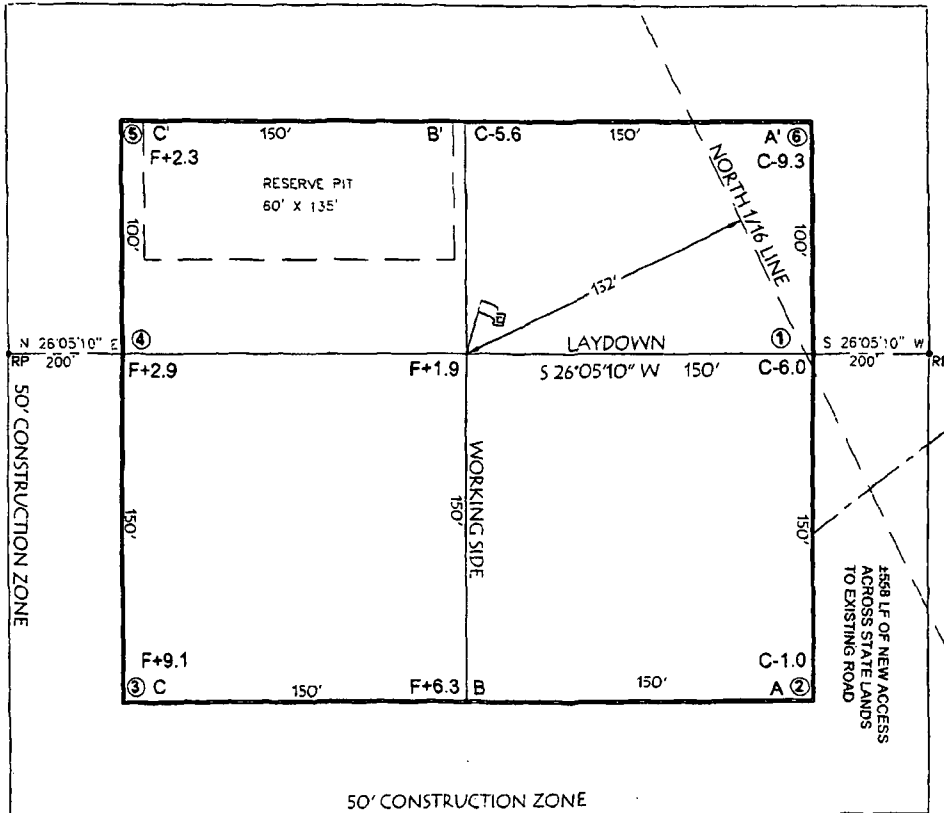 ⑤ C' 150' B' C-5.6 150' A' ⑥
F+2.3 C-9.3
RESERVE PIT
60' X 135'
NORTH 1/16 LINE
100'
100'
132'
N 26°05'10" E ④ LAYDOWN ① S 26°05'10" W
RP 200' F+2.9 F+1.9 S 26°05'10" W 150' C-6.0 200'
50' CONSTRUCTION ZONE
WORKING SIDE
150'
150'
150'
±558 LF OF NEW ACCESS
ACROSS STATE LANDS
TO EXISTING ROAD
F+9.1 C-1.0
③ C 150' F+6.3 B 150' A ②
50' CONSTRUCTION ZONE